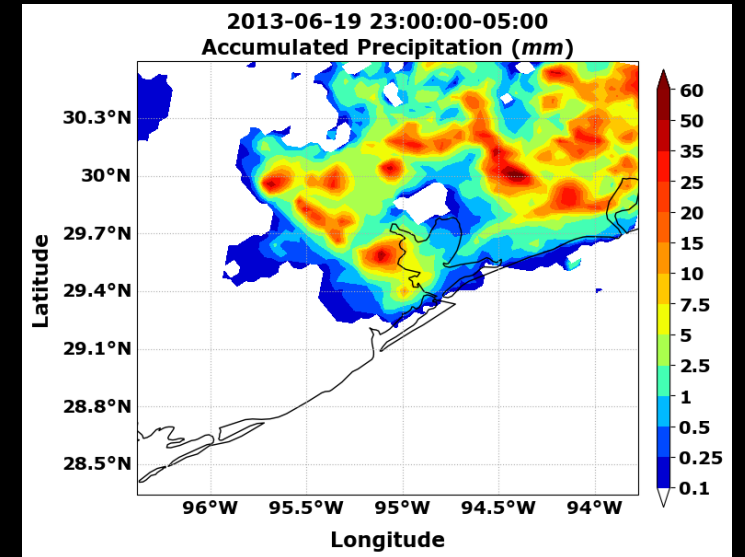 2013-06-19 23:00:00-05:00
Accumulated Precipitation (mm)
30.3°N
30°N
29.7°N
29.4°N
29.1°N
28.8°N
28.5°N
Latitude
96°W 95.5°W 95°W 94.5°W 94°W
Longitude
60
50
35
25
20
15
10
7.5
5
2.5
1
0.5
0.25
0.1